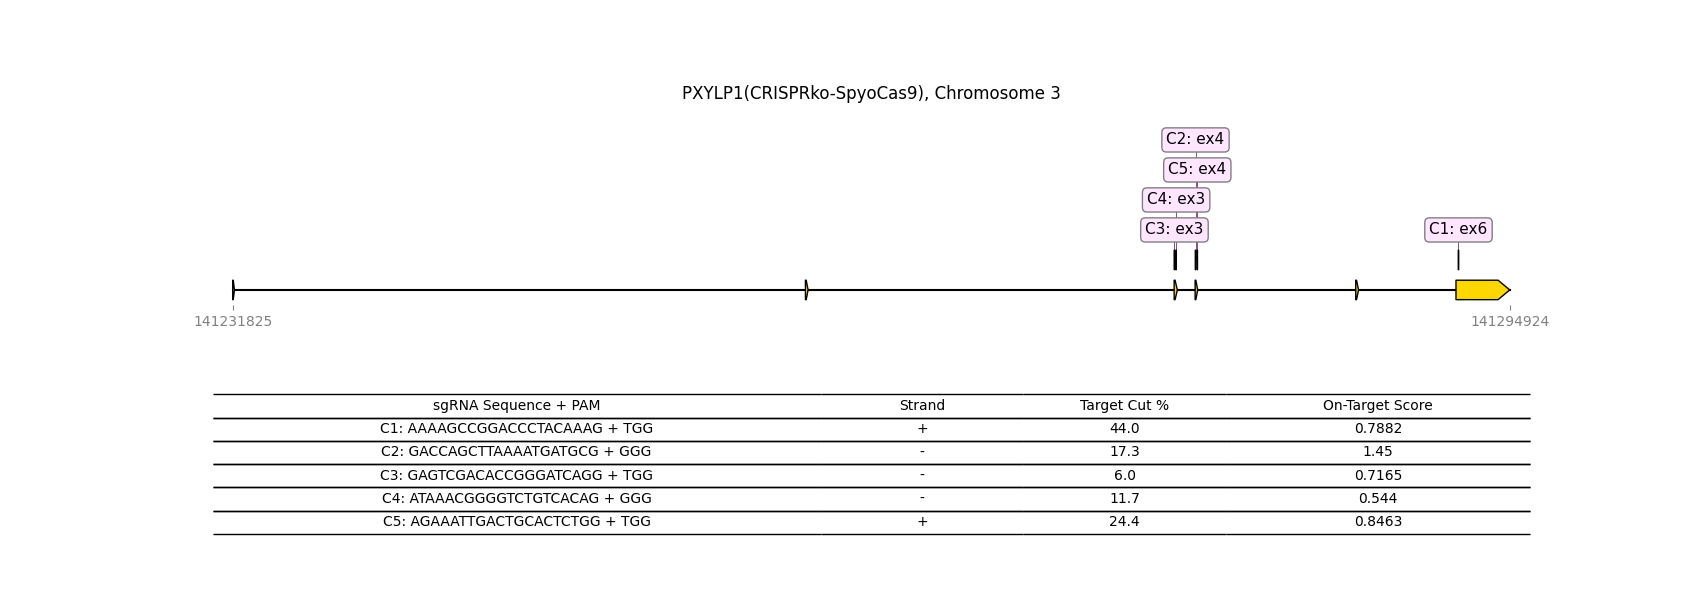 PXYLP1(CRISPRko-SpyoCas9), Chromosome 3
C2: ex4
C5: ex4
C4: ex3
C3: ex3 C1: ex6
141231825 141294924
sgRNA Sequence + PAM Strand Target Cut % On-Target Score
C1: AAAAGCCGGACCCTACAAAG + TGG + 44.0 0.7882
C2: GACCAGCTTAAAATGATGCG + GGG - 17.3 1.45
C3: GAGTCGACACCGGGATCAGG + TGG - 6.0 0.7165
C4: ATAAACGGGGTCTGTCACAG + GGG - 11.7 0.544
C5: AGAAATTGACTGCACTCTGG + TGG + 24.4 0.8463